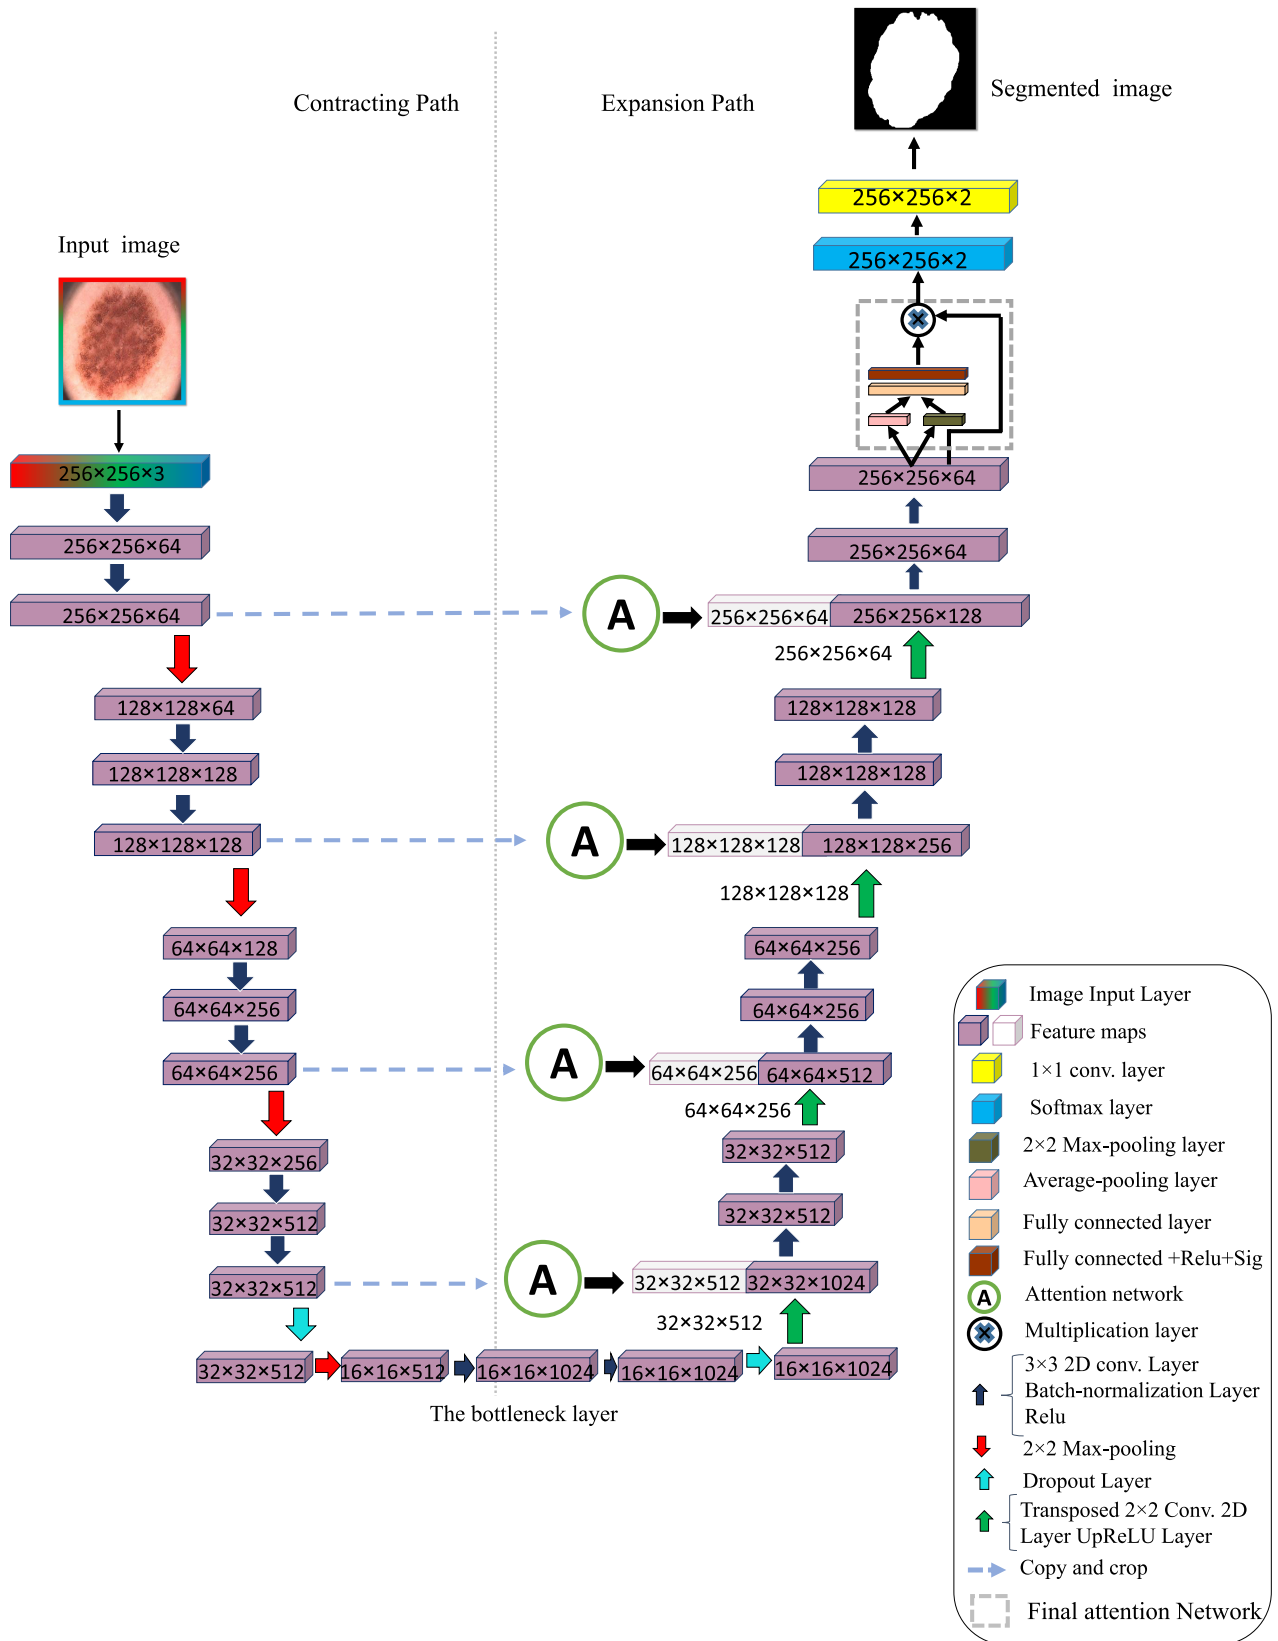 Contracting Path
Expansion Path
Segmented image
256×256×2
256×256×2
Input image
256×256×3
256×256×64
256×256×64
128×128×64
128×128×128
128×128×128
64×64×128
64×64×256
64×64×256
32×32×256
32×32×512
32×32×512
32×32×512
16×16×512
16×16×1024
16×16×1024
16×16×1024
The bottleneck layer
256×256×64
256×256×64
A
256×256×64
256×256×128
256×256×64
128×128×128
128×128×128
A
128×128×128
128×128×256
128×128×128
64×64×256
64×64×256
A
64×64×256
64×64×512
64×64×256
32×32×512
32×32×512
A
32×32×512
32×32×1024
32×32×512
Image Input Layer
Feature maps
1×1 conv. layer
Softmax layer
2×2 Max-pooling layer
Average-pooling layer
Fully connected layer
Fully connected +Relu+Sig
A
Attention network
Multiplication layer
3×3 2D conv. Layer
Batch-normalization Layer
Relu
2×2 Max-pooling
Dropout Layer
Transposed 2×2 Conv. 2D
Layer UpReLU Layer
Copy and crop
Final attention Network